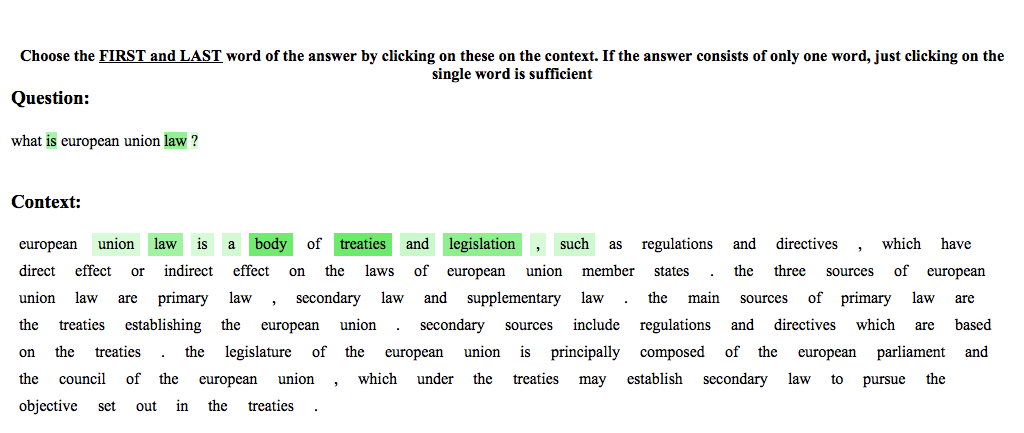 Choose the FIRST and LAST word of the answer by clicking on these on the context. If the answer consists of only one word, just clicking on the
single word is sufficient
Question:
what is european union law ?
Context:
european union law is a body of treaties and legislation , such as regulations and directives , which have
direct effect or indirect effect on the laws of european union member states . the three sources of european
union law are primary law , secondary law and supplementary law . the main sources of primary law are
the treaties establishing the european union . secondary sources include regulations and directives which are based
on the treaties . the legislature of the european union is principally composed of the european parliament and
the council of the european union , which under the treaties may establish secondary law to pursue the
objective set out in the treaties .